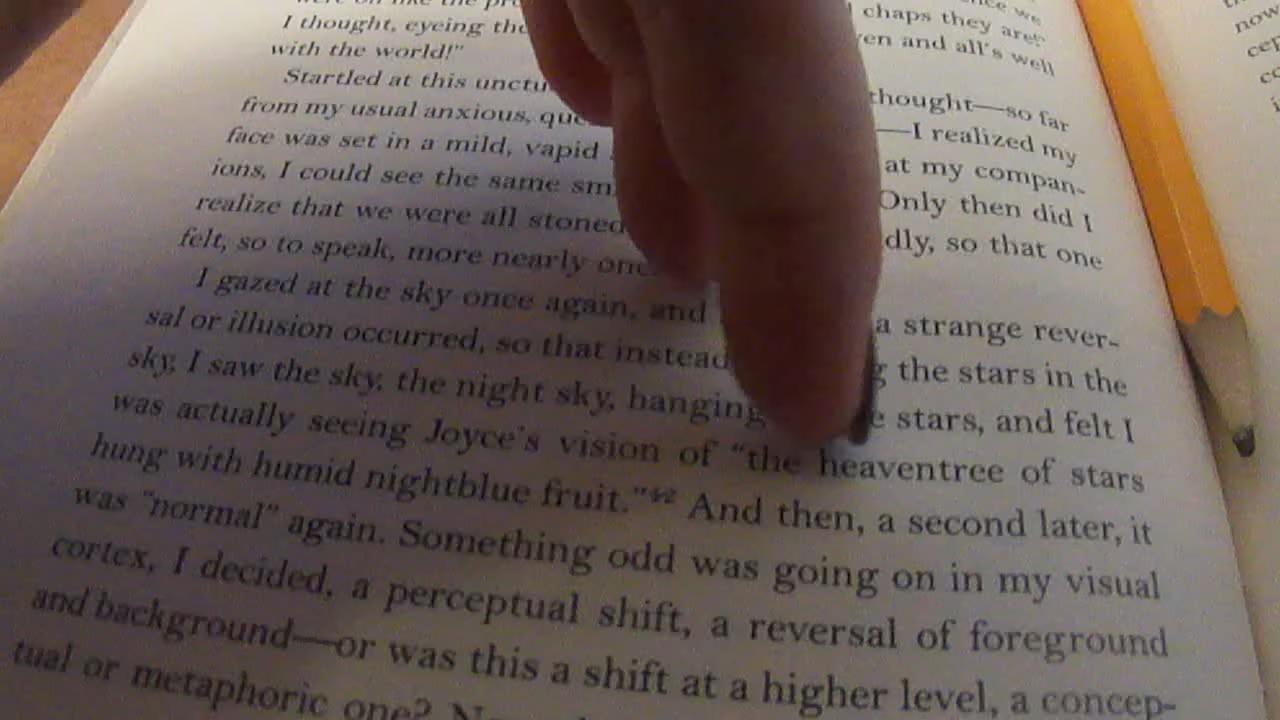 I thought, eyeing
with the world!"
Startled at this
from my usual anxious,
face was set in a mild, vapid
ions, I could see the same
realize that we were all stoned
felt, so to speak, more nearly
I gazed at the sky once again, and
sal or illusion occurred, so that instead
sky, I saw the sky, the night sky, hanging
was actually seeing Joyce's vision of "the heaventree of stars
hung with humid nightblue fruit."42 And then, a second later, it
was "normal" again. Something odd was going on in my visual
cortex, I decided, a perceptual shift, a reversal of foreground
and background—or was this a shift at a higher level, a concep-
tual or metaphoric one?
we
chaps they are!
and all's well
thought—so far
—I realized my
at my compan-
Only then did I
so that one
a strange rever-
the stars in the
stars, and felt I
now